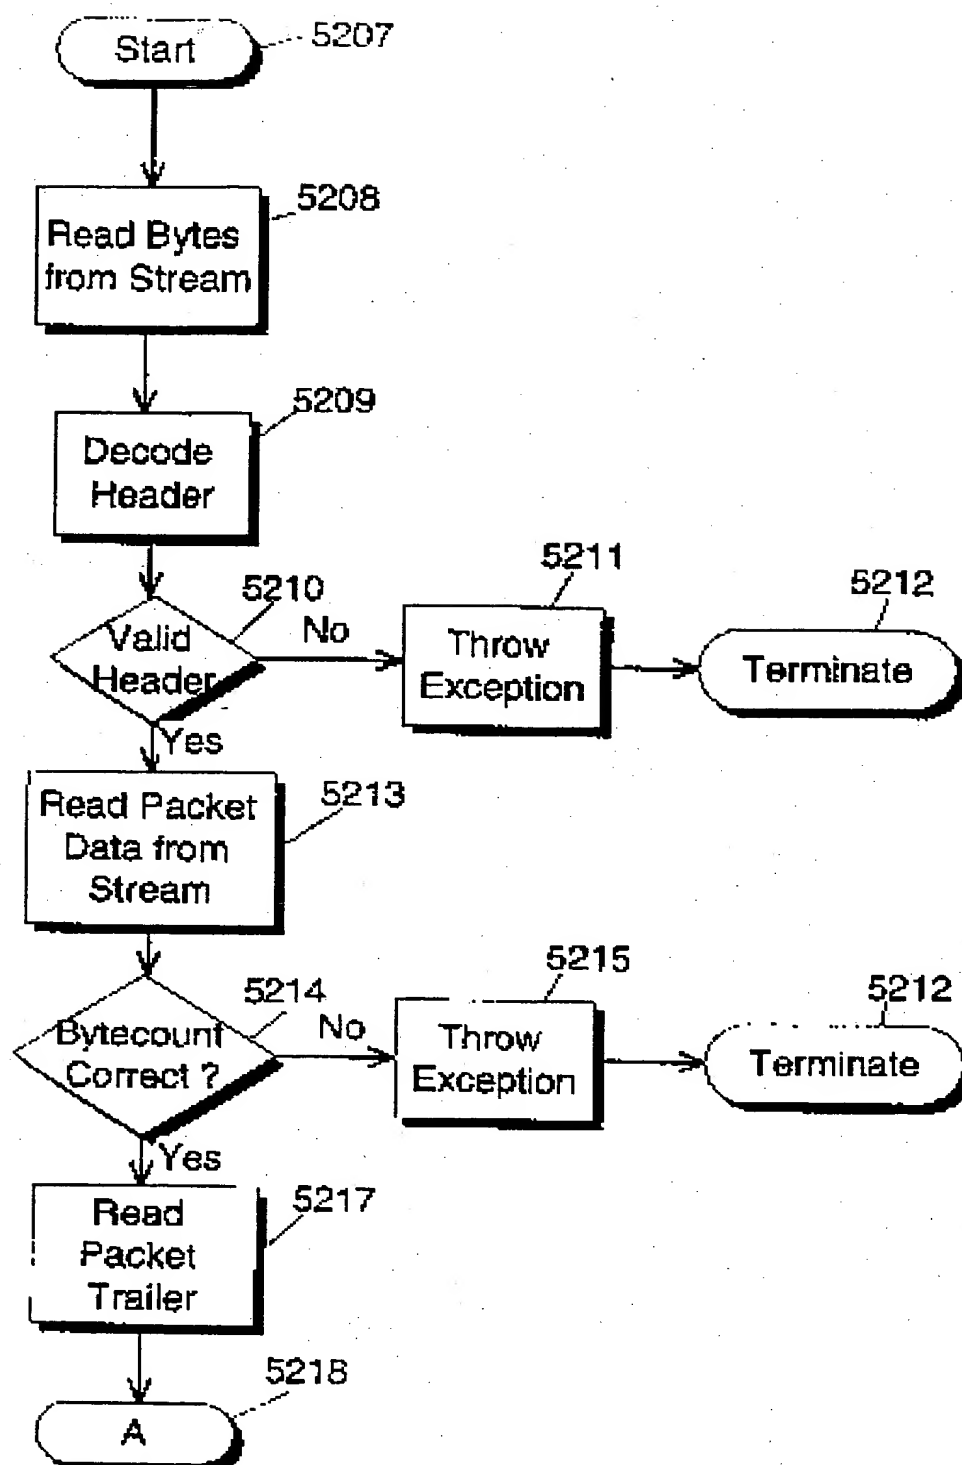 Start
5207
5208
Read Bytes
from Stream
5209
Decode
Header
5210
Valid
Header
No
5211
Throw
Exception
5212
Terminate
Yes
5213
Read Packet
Data from
Stream
5214
Bytecount
Correct ?
No
5215
Throw
Exception
5212
Terminate
Yes
5217
Read
Packet
Trailer
5218
A